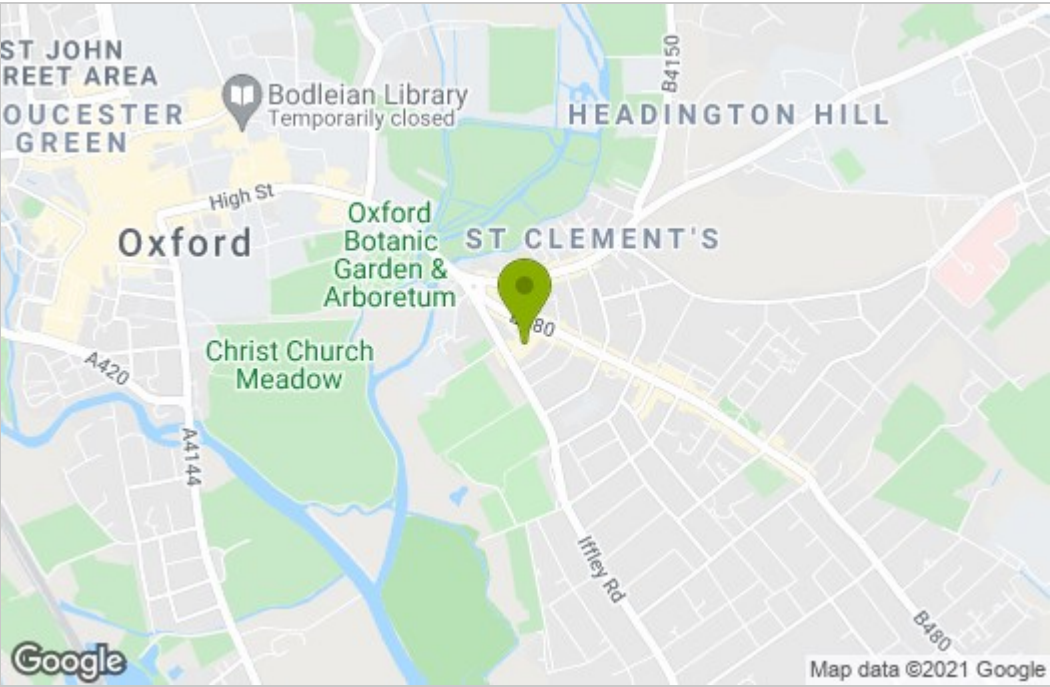 ST JOHN
REET AREA
OUCESTER
GREEN
Bodleian Library
Temporarily closed
B4150
HEADINGTON HILL
High St
Oxford
Oxford
Botanic
Garden &
Arboretum
ST CLEMENT'S
80
Christ Church
Meadow
A420
A4144
Iffley Rd
B480
Google
Map data ©2021 Google